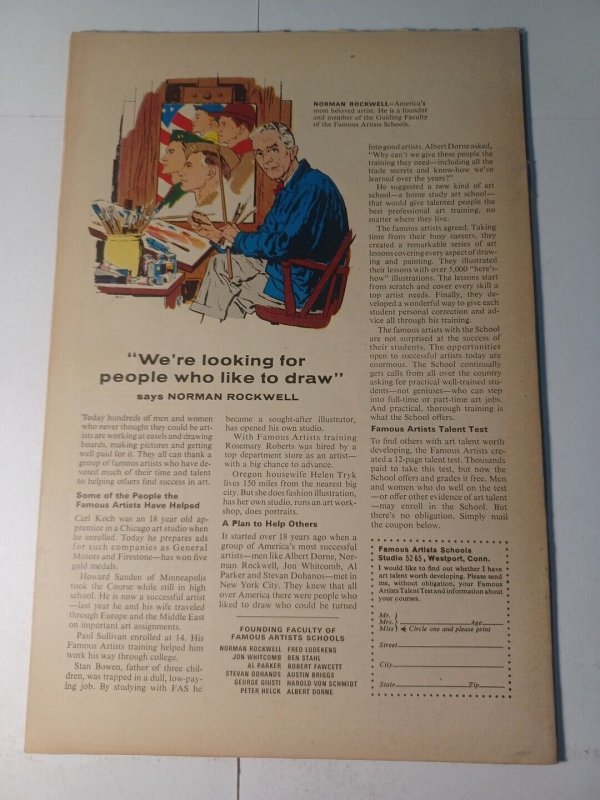 NORMAN ROCKWELL—America's
most beloved artist. He is a founder
and member of the Guiding Faculty
of the Famous Artists Schools.
"We're looking for
people who like to draw"
says NORMAN ROCKWELL
Today hundreds of men and women
who never thought they could be art-
ists are working at easels and drawing
boards, making pictures and getting
well paid for it. They all can thank a
group of famous artists who have de-
voted much of their time and talent
to helping others find success in art.
Some of the People the
Famous Artists Have Helped
Carl Koch was an 18 year old ap-
prentice in a Chicago art studio when
he enrolled. Today he prepares ads
for such companies as General
Motors and Firestone—has won five
gold medals.
Howard Sanden of Minneapolis
took the Course while still in high
school. He is now a successful artist
—last year he and his wife traveled
through Europe and the Middle East
on important art assignments.
Paul Sullivan enrolled at 14. His
Famous Artists training helped him
work his way through college.
Stan Bowen, father of three chil-
dren, was trapped in a dull, low-pay-
ing job. By studying with FAS he
became a sought-after illustrator,
has opened his own studio.
With Famous Artists training
Rosemary Roberts was hired by a
top department store as an artist—
with a big chance to advance.
Oregon housewife Helen Tryk
lives 150 miles from the nearest big
city. But she does fashion illustration,
has her own studio, runs an art work-
shop, does portraits.
A Plan to Help Others
It started over 18 years ago when a
group of America's most successful
artists—men like Albert Dorne, Nor-
man Rockwell, Jon Whitcomb, Al
Parker and Stevan Dohanos—met in
New York City. They knew that all
over America there were people who
liked to draw who could be turned
FOUNDING FACULTY OF
FAMOUS ARTISTS SCHOOLS
NORMAN ROCKWELL FRED LUDEKENS
JON WHITCOMB BEN STAHL
AL PARKER ROBERT FAWCETT
STEVAN DOHANOS AUSTIN BRIGGS
GEORGE GIUSTI HAROLD VON SCHMIDT
PETER HELCK ALBERT DORNE
into good artists. Albert Dorne asked,
"Why can't we give these people the
training they need—including all the
trade secrets and know-how we've
learned over the years?"
He suggested a new kind of art
school—a home study art school—
that would give talented people the
best professional art training, no
matter where they live.
The famous artists agreed. Taking
time from their busy careers, they
created a remarkable series of art
lessons covering every aspect of draw-
ing and painting. They illustrated
their lessons with over 5,000 "here's-
how" illustrations. The lessons start
from scratch and cover every skill a
top artist needs. Finally, they de-
veloped a wonderful way to give each
student personal correction and ad-
vice all through his training.
The famous artists with the School
are not surprised at the success of
their students. The opportunities
open to successful artists today are
enormous. The School continually
gets calls from all over the country
asking for practical well-trained stu-
dents—not geniuses—who can step
into full-time or part-time art jobs.
And practical, thorough training is
what the School offers.
Famous Artists Talent Test
To find others with art talent worth
developing, the Famous Artists cre-
ated a 12-page talent test. Thousands
paid to take this test, but now the
School offers and grades it free. Men
and women who do well on the test
—or offer other evidence of art talent
—may enroll in the School. But
there's no obligation. Simply mail
the coupon below.
Famous Artists Schools
Studio 5265, Westport, Conn.
I would like to find out whether I have
art talent worth developing. Please send
me, without obligation, your Famous
Artists Talent Test and information about
your courses.
Mr.
Mrs. Age
Miss Circle one and please print
Street
City
State Zip